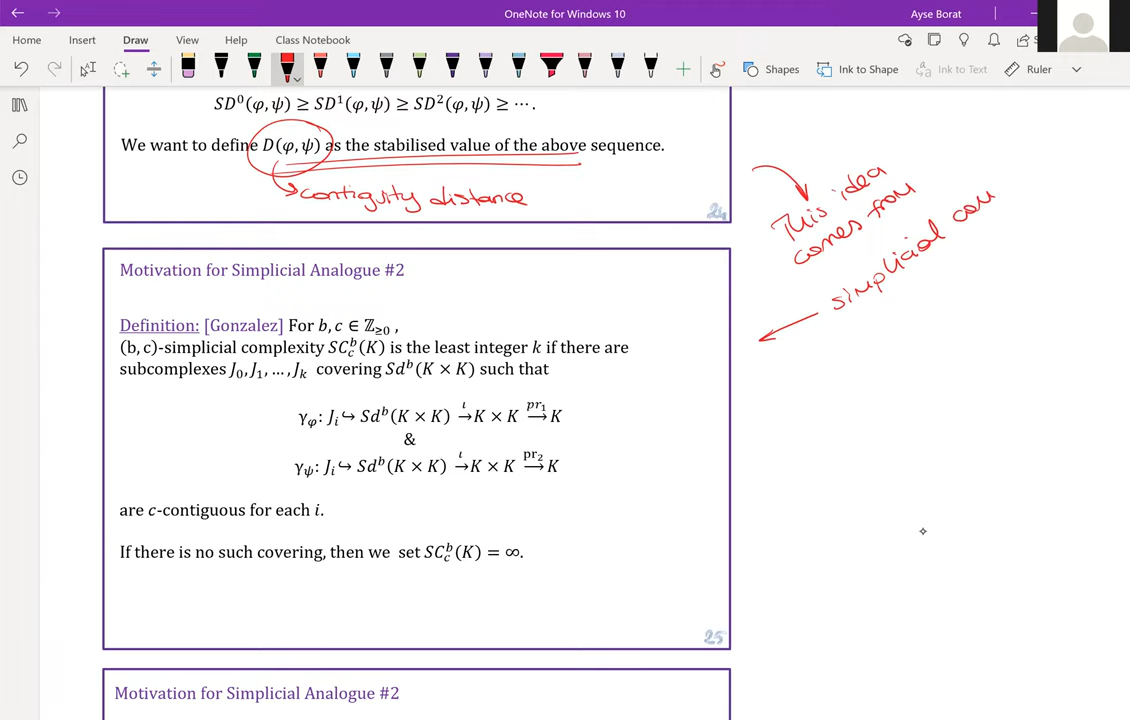 OneNote for Windows 10
Ayse Borat
Home Insert Draw View Help Class Notebook
Shapes Ink to Shape Ink to Text Ruler
SD⁰(φ, ψ) ≥ SD¹(φ, ψ) ≥ SD²(φ, ψ) ≥ ⋯.
We want to define D(φ, ψ) as the stabilised value of the above sequence.
contiguity distance
24
This idea
comes from
simplicial com
Motivation for Simplicial Analogue #2
Definition: [Gonzalez] For b, c ∈ ℤ≥0 ,
(b, c)-simplicial complexity SC_c^b(K) is the least integer k if there are
subcomplexes J₀, J₁, … , Jₖ covering Sd^b(K × K) such that
γ_φ: J_i ↪ Sd^b(K × K) →^ι K × K →^{pr₁} K
&
γ_ψ: J_i ↪ Sd^b(K × K) →^ι K × K →^{pr₂} K
are c-contiguous for each i.
If there is no such covering, then we set SC_c^b(K) = ∞.
25
Motivation for Simplicial Analogue #2